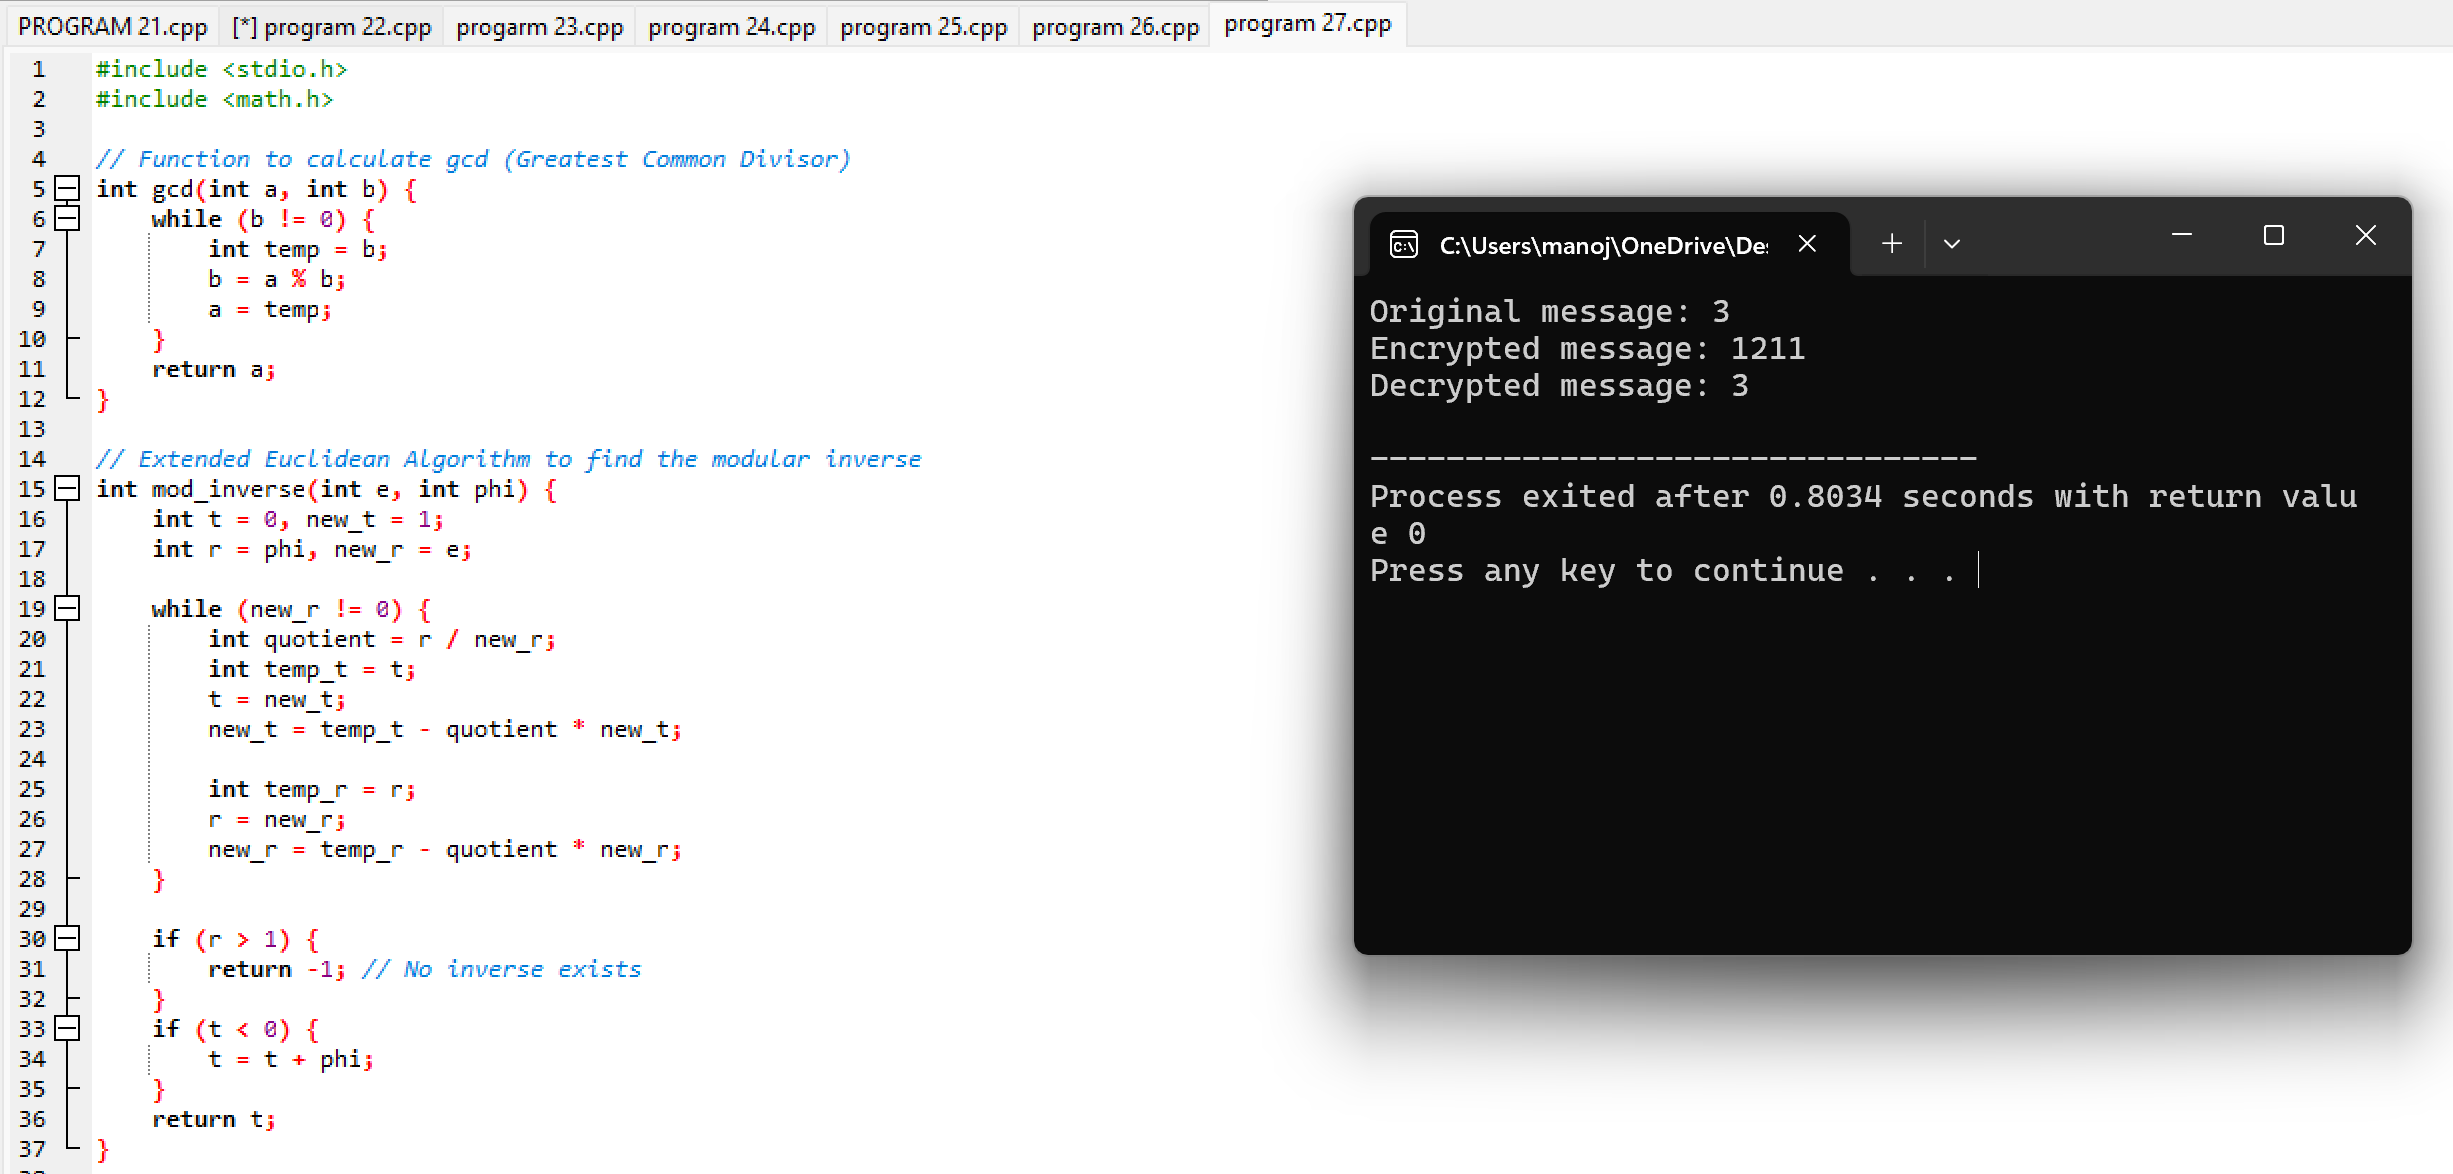 PROGRAM 21.cpp [*] program 22.cpp progarm 23.cpp program 24.cpp program 25.cpp program 26.cpp program 27.cpp
1 #include <stdio.h>
2 #include <math.h>
3
4 // Function to calculate gcd (Greatest Common Divisor)
5 int gcd(int a, int b) {
6     while (b != 0) {
7         int temp = b;
8         b = a % b;
9         a = temp;
10     }
11     return a;
12 }
13
14 // Extended Euclidean Algorithm to find the modular inverse
15 int mod_inverse(int e, int phi) {
16     int t = 0, new_t = 1;
17     int r = phi, new_r = e;
18
19     while (new_r != 0) {
20         int quotient = r / new_r;
21         int temp_t = t;
22         t = new_t;
23         new_t = temp_t - quotient * new_t;
24
25         int temp_r = r;
26         r = new_r;
27         new_r = temp_r - quotient * new_r;
28     }
29
30     if (r > 1) {
31         return -1; // No inverse exists
32     }
33     if (t < 0) {
34         t = t + phi;
35     }
36     return t;
37 }
C:\Users\manoj\OneDrive\De
Original message: 3
Encrypted message: 1211
Decrypted message: 3
--------------------------------
Process exited after 0.8034 seconds with return valu
e 0
Press any key to continue . . .